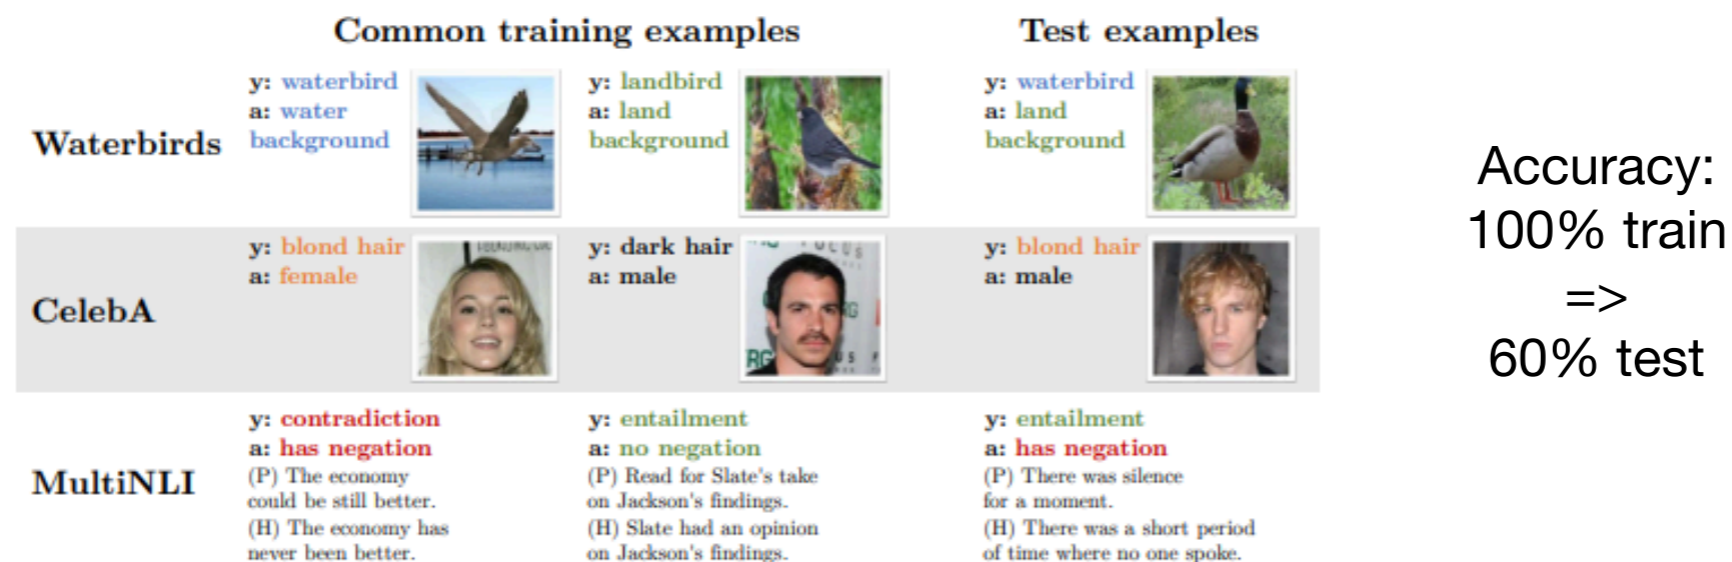 Common training examples
Test examples
Waterbirds
y: waterbird
a: water
background
y: landbird
a: land
background
y: waterbird
a: land
background
CelebA
y: blond hair
a: female
y: dark hair
a: male
y: blond hair
a: male
MultiNLI
y: contradiction
a: has negation
(P) The economy
could be still better.
(H) The economy has
never been better.
y: entailment
a: no negation
(P) Read for Slate's take
on Jackson's findings.
(H) Slate had an opinion
on Jackson's findings.
y: entailment
a: has negation
(P) There was silence
for a moment.
(H) There was a short period
of time where no one spoke.
Accuracy:
100% train
=>
60% test